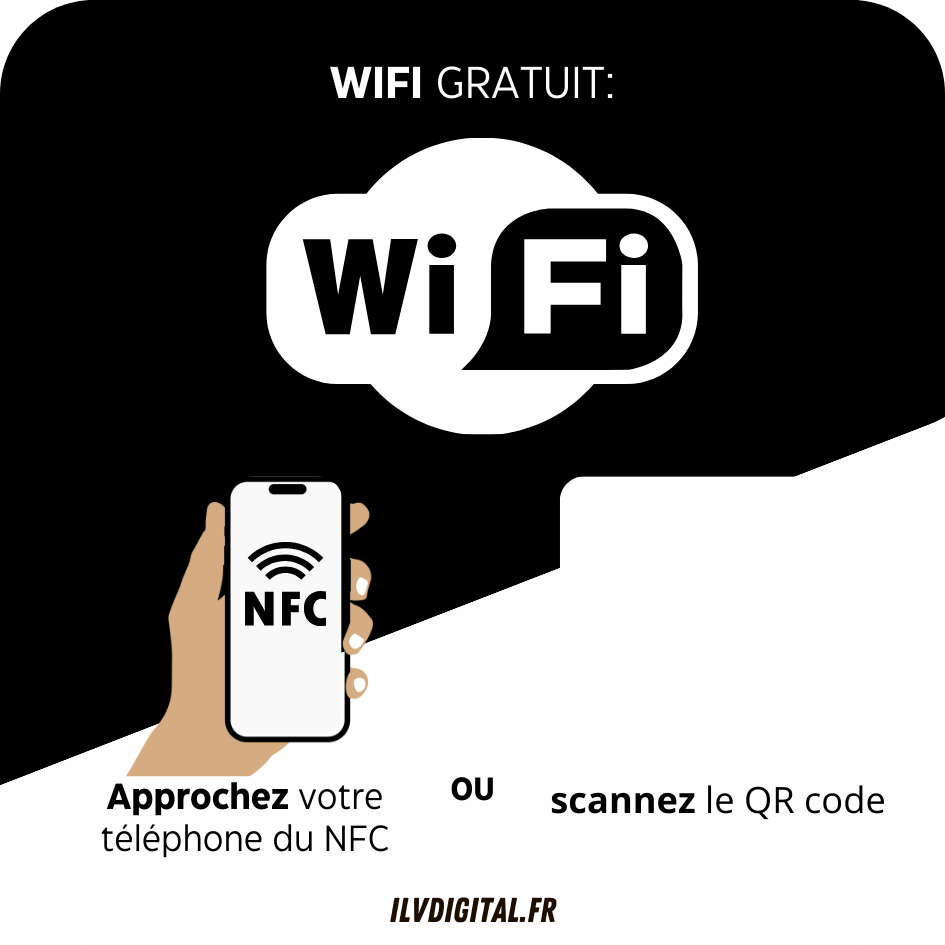 WIFI GRATUIT:
Wi Fi
NFC
Approchez votre
téléphone du NFC
OU
scannez le QR code
ILVDIGITAL.FR